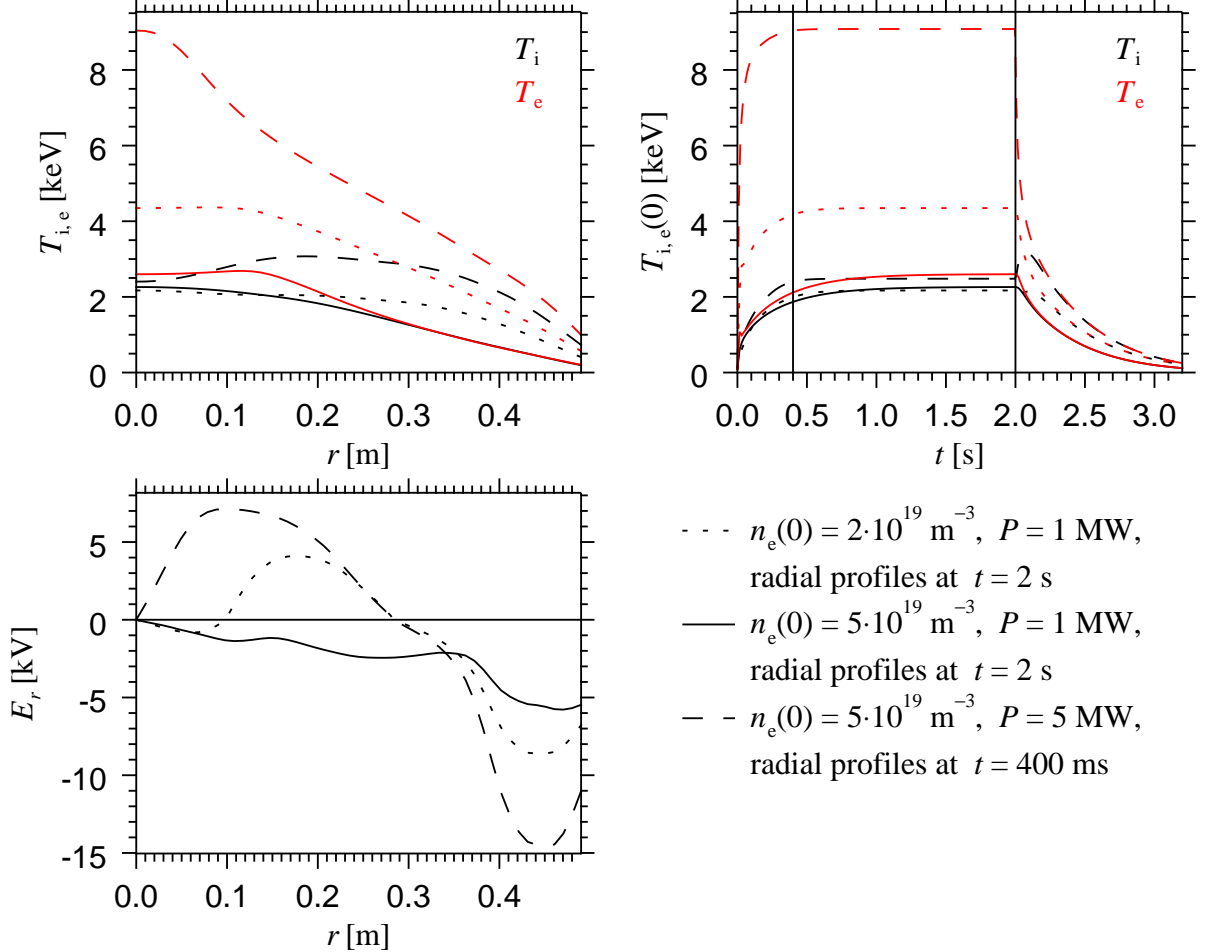 T_{i, e} [keV]
8
6
4
2
0
T_i
T_e
0.0 0.1 0.2 0.3 0.4
r [m]
T_{i, e}(0) [keV]
8
6
4
2
0
T_i
T_e
0.0 0.5 1.0 1.5 2.0 2.5 3.0
t [s]
E_r [kV]
5
0
-5
-10
-15
0.0 0.1 0.2 0.3 0.4
r [m]
n_e(0) = 2·10^{19} m^{−3}, P = 1 MW,
radial profiles at t = 2 s
n_e(0) = 5·10^{19} m^{−3}, P = 1 MW,
radial profiles at t = 2 s
n_e(0) = 5·10^{19} m^{−3}, P = 5 MW,
radial profiles at t = 400 ms